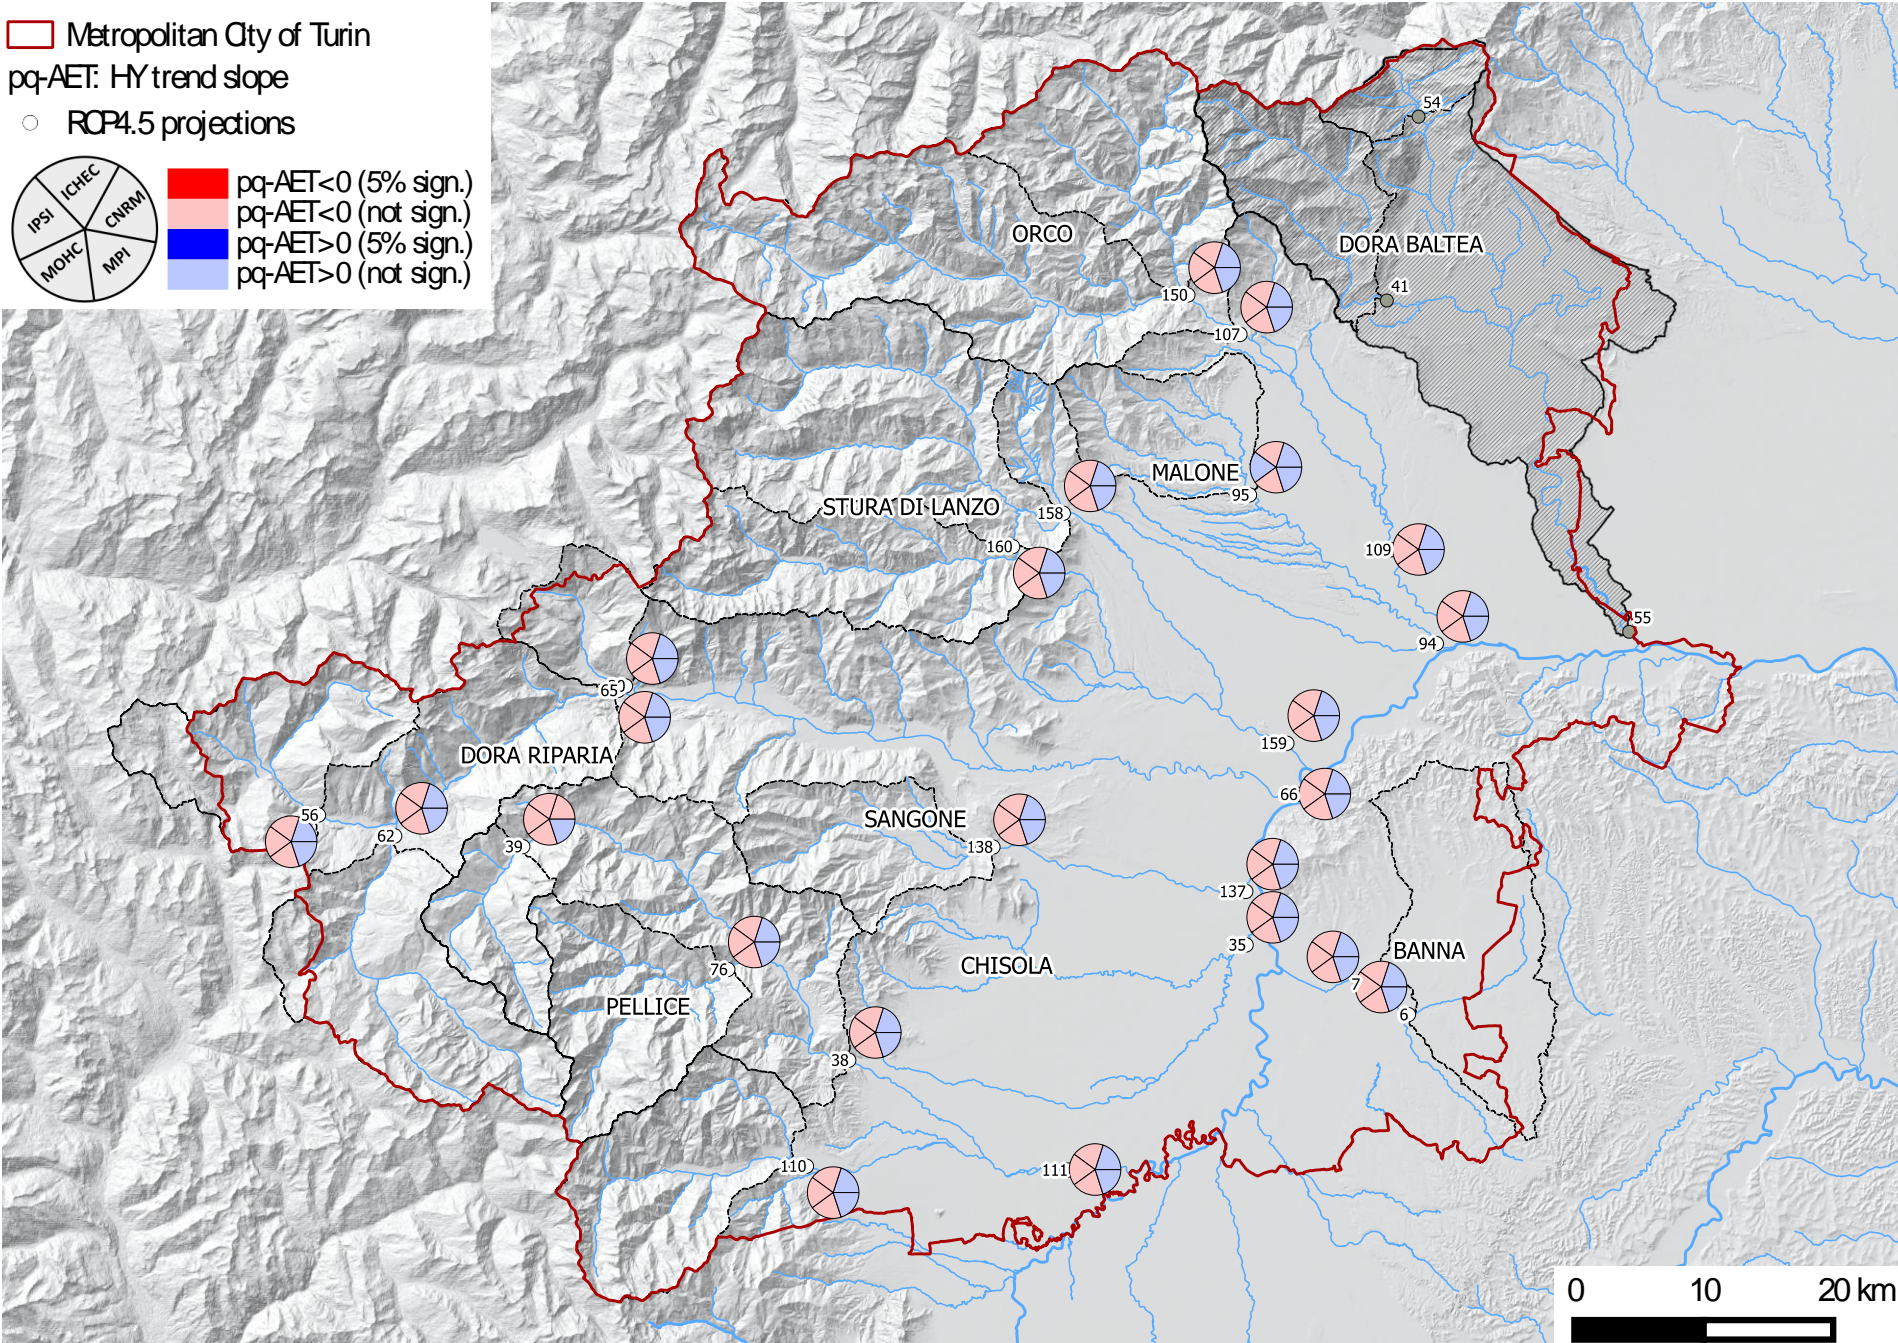 Metropolitan City of Turin
pq-AET: HY trend slope
RCP4.5 projections
ICHEC
CNRM
IPSI
MOHC
MPI
pq-AET<0 (5% sign.)
pq-AET<0 (not sign.)
pq-AET>0 (5% sign.)
pq-AET>0 (not sign.)
54
ORCO
DORA BALTEA
150
41
107
MALONE
95
STURA DI LANZO
158
160
109
55
94
65
159
DORA RIPARIA
66
56
62
39
SANGONE
138
137
35
BANNA
76
CHISOLA
7
PELLICE
6
38
110
111
0 10 20 km